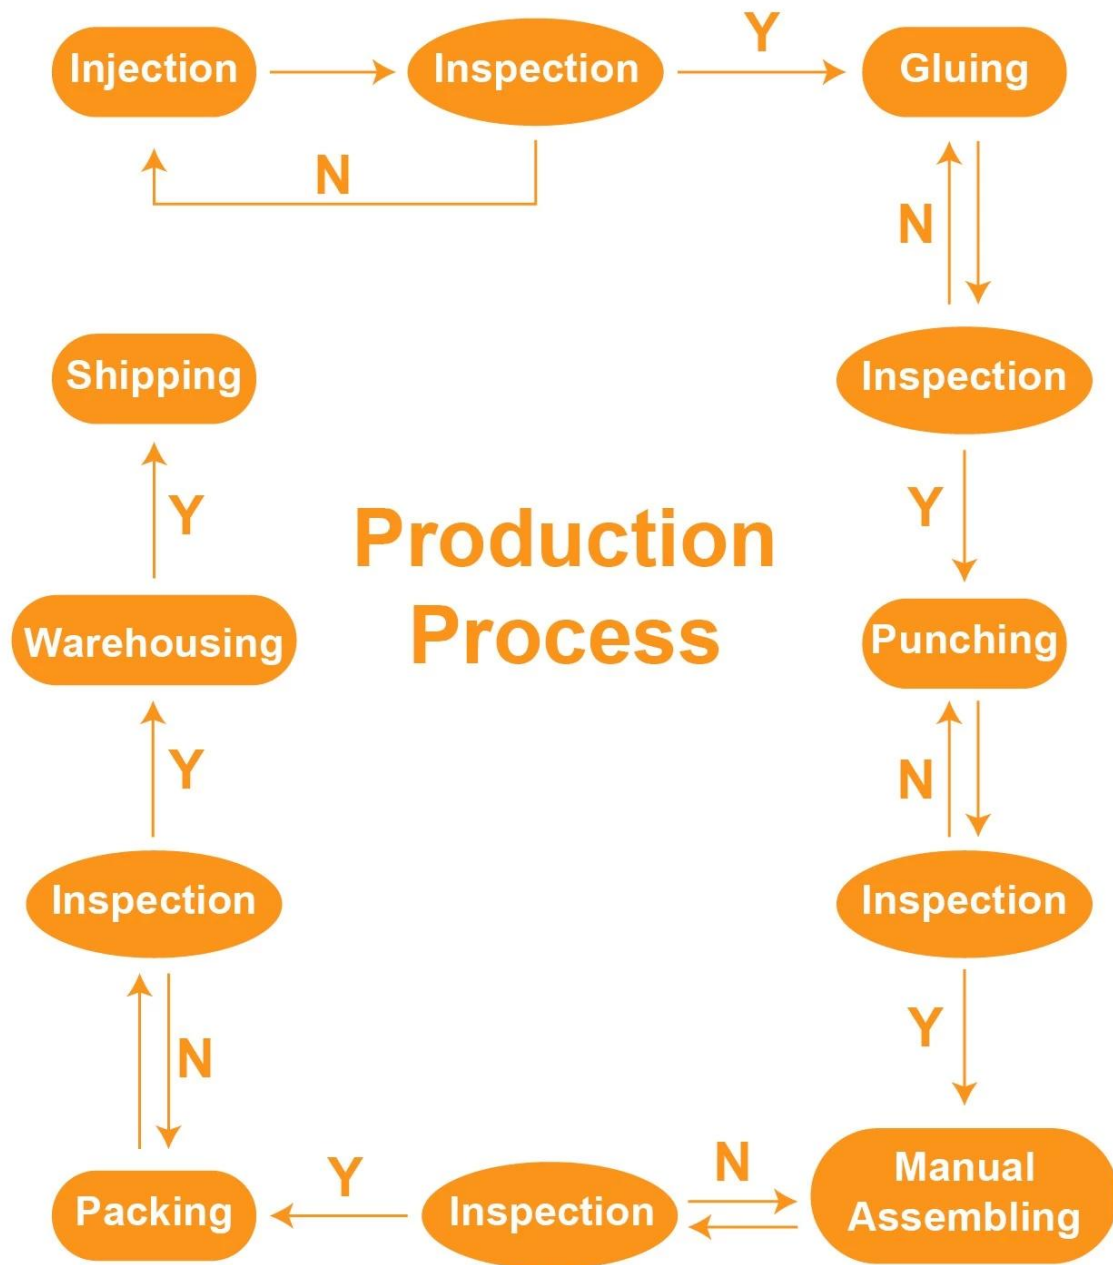 Injection
Inspection
Y
Gluing
N
N
Inspection
Y
Punching
N
Inspection
Y
Manual
Assembling
N
Inspection
Y
Packing
N
Inspection
Y
Warehousing
Y
Shipping
Production
Process